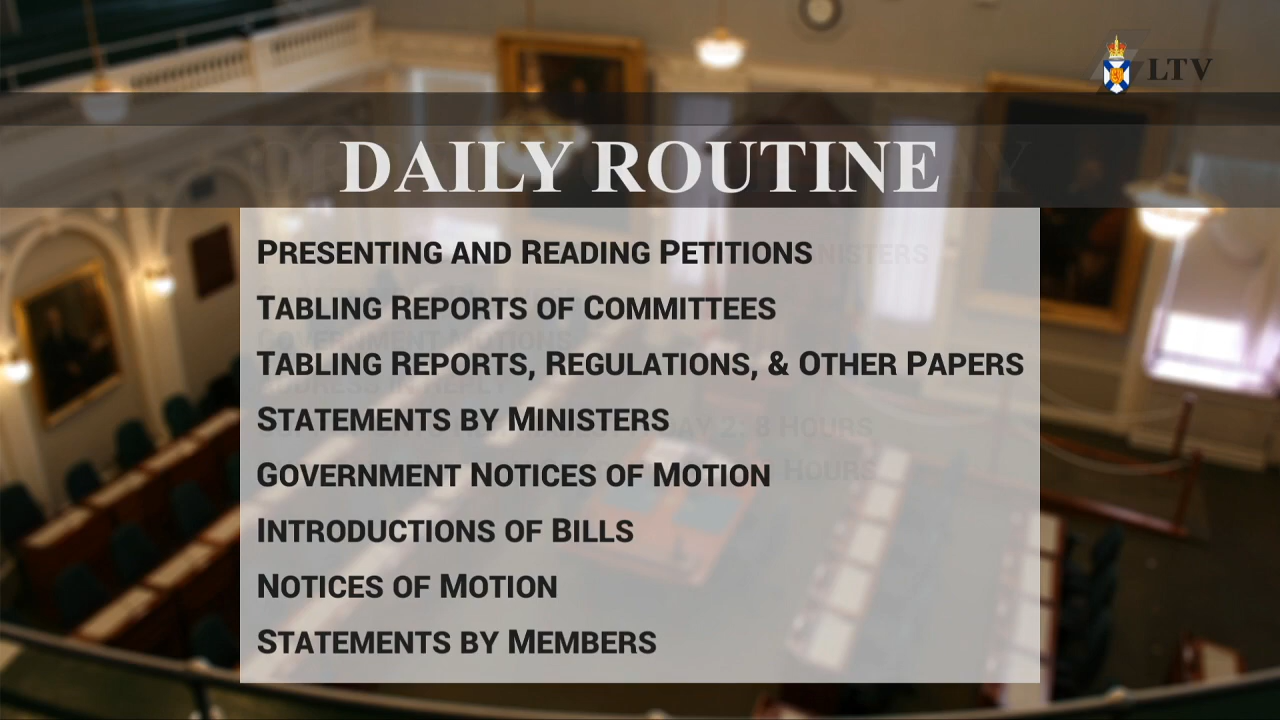 LTV
DAILY ROUTINE
PRESENTING AND READING PETITIONS
TABLING REPORTS OF COMMITTEES
TABLING REPORTS, REGULATIONS, & OTHER PAPERS
STATEMENTS BY MINISTERS
GOVERNMENT NOTICES OF MOTION
INTRODUCTIONS OF BILLS
NOTICES OF MOTION
STATEMENTS BY MEMBERS